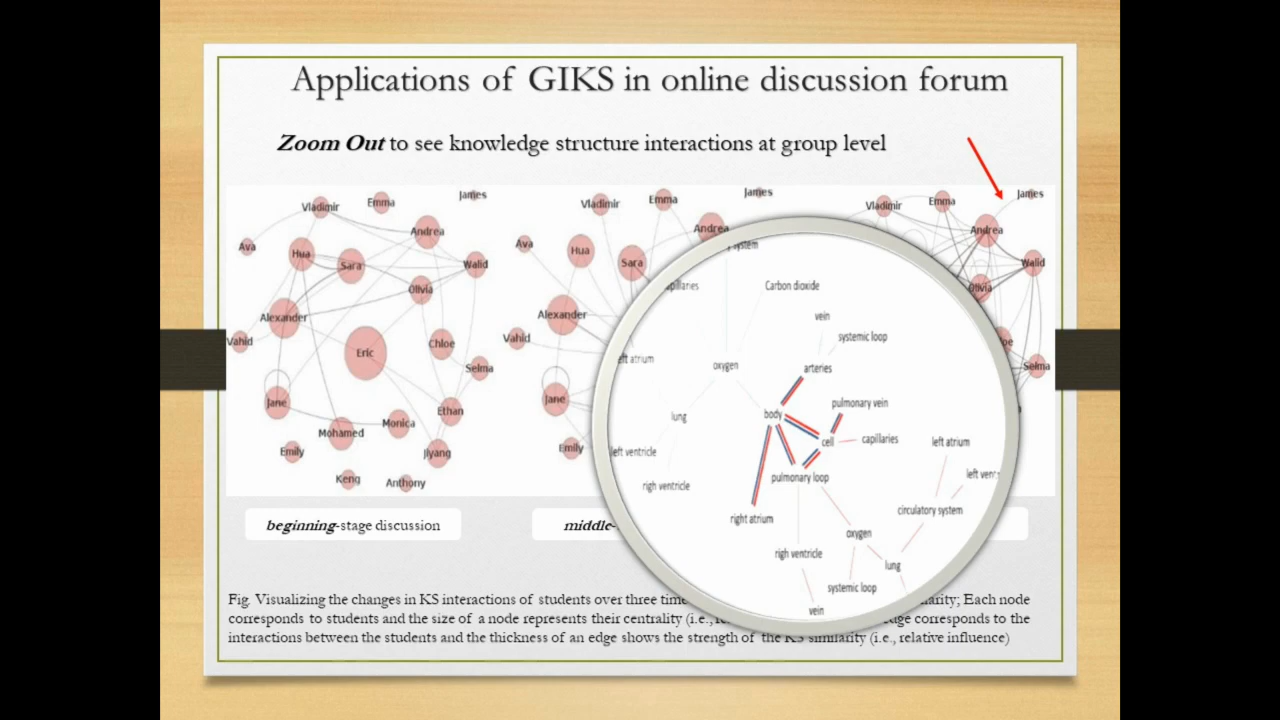 Applications of GIKS in online discussion forum
Zoom Out to see knowledge structure interactions at group level
James
Emma
Vladimir
Andrea
Ava
Hua
Sara
Walid
Olivia
Alexander
Vahid
Eric
Chloe
Selma
Jane
Ethan
Monica
Mohamed
Emily
Jiyang
Keng
Anthony
James
Emma
Vladimir
Andrea
Ava
Hua
Sara
Alexander
Vahid
Jane
Emily
James
Emma
Vladimir
Andrea
Walid
Olivia
Selma
system
Carbon dioxide
vein
systemic loop
oxygen
arteries
pulmonary vein
body
lung
cell
capillaries
left atrium
left ventricle
pulmonary loop
righ ventricle
circulatory system
right atrium
oxygen
righ ventricle
lung
systemic loop
vein
beginning-stage discussion
middle-
Fig. Visualizing the changes in KS interactions of students over three time Each node
corresponds to students and the size of a node represents their centrality (i.e., corresponds to the
interactions between the students and the thickness of an edge shows the strength of the KS similarity (i.e., relative influence)